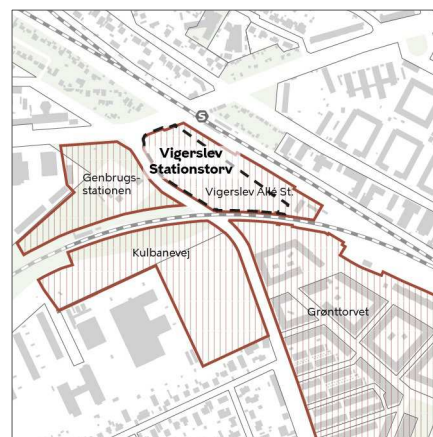 S
Vigerslev
Stationstorv
Genbrugs-
stationen
Vigerslev Allé St.
Kulbanevej
Grønttorvet